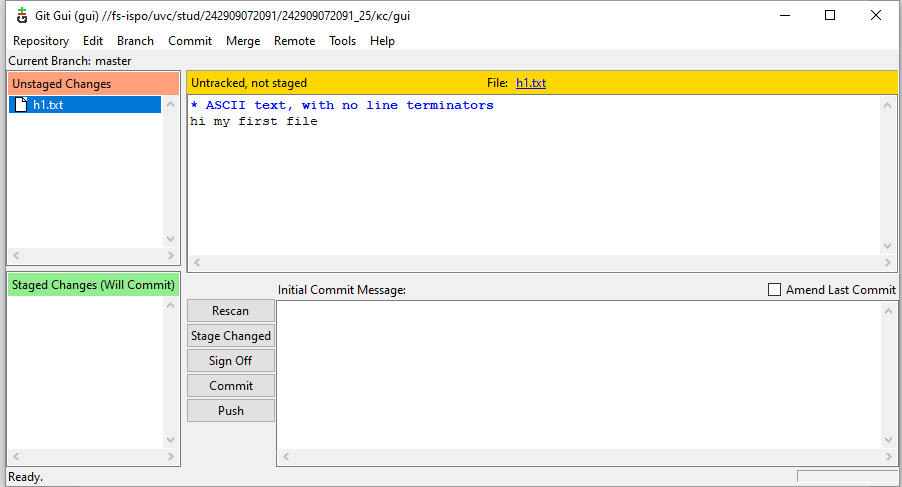 Git Gui (gui) //fs-ispo/uvc/stud/242909072091/242909072091_25/кс/gui
Repository Edit Branch Commit Merge Remote Tools Help
Current Branch: master
Unstaged Changes
h1.txt
Untracked, not staged File: h1.txt
* ASCII text, with no line terminators
hi my first file
Staged Changes (Will Commit)
Initial Commit Message: Amend Last Commit
Rescan
Stage Changed
Sign Off
Commit
Push
Ready.